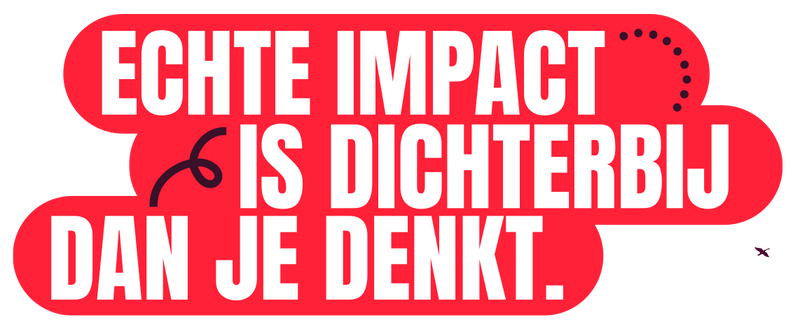 ECHTE IMPACT
IS DICHTERBIJ
DAN JE DENKT.